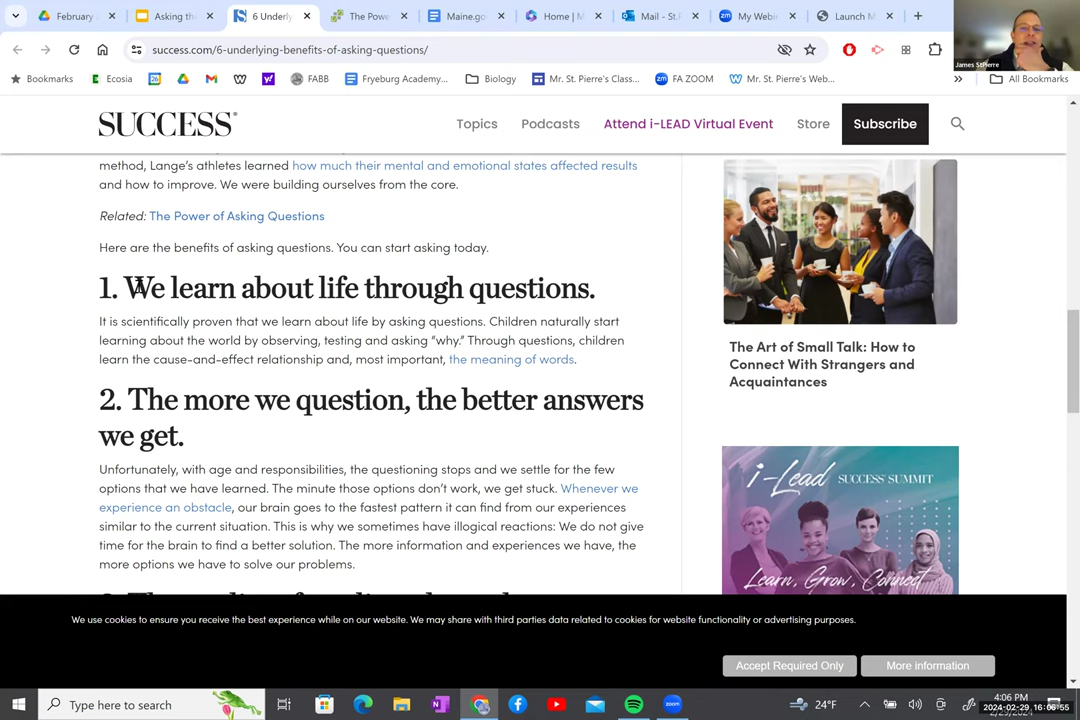 February
Asking the
6 Underly
The Powe
Maine.go
Home | M
Mail - St.P
My Webi
Launch M
success.com/6-underlying-benefits-of-asking-questions/
Bookmarks
Ecosia
FABB
Fryeburg Academy...
Biology
Mr. St. Pierre's Class...
FA ZOOM
Mr. St Pierre's Web...
All Bookmarks
James StPierre
SUCCESS
Topics
Podcasts
Attend i-LEAD Virtual Event
Store
Subscribe
method, Lange's athletes learned how much their mental and emotional states affected results
and how to improve. We were building ourselves from the core.
Related: The Power of Asking Questions
Here are the benefits of asking questions. You can start asking today.
1. We learn about life through questions.
It is scientifically proven that we learn about life by asking questions. Children naturally start
learning about the world by observing, testing and asking “why.” Through questions, children
learn the cause-and-effect relationship and, most important, the meaning of words.
2. The more we question, the better answers
we get.
Unfortunately, with age and responsibilities, the questioning stops and we settle for the few
options that we have learned. The minute those options don’t work, we get stuck. Whenever we
experience an obstacle, our brain goes to the fastest pattern it can find from our experiences
similar to the current situation. This is why we sometimes have illogical reactions: We do not give
time for the brain to find a better solution. The more information and experiences we have, the
more options we have to solve our problems.
The Art of Small Talk: How to
Connect With Strangers and
Acquaintances
i-Lead SUCCESS SUMMIT
Learn, Grow, Connect
We use cookies to ensure you receive the best experience while on our website. We may share with third parties data related to cookies for website functionality or advertising purposes.
Accept Required Only
More information
Type here to search
24°F
4:06 PM
2024-02-29 16:06:55